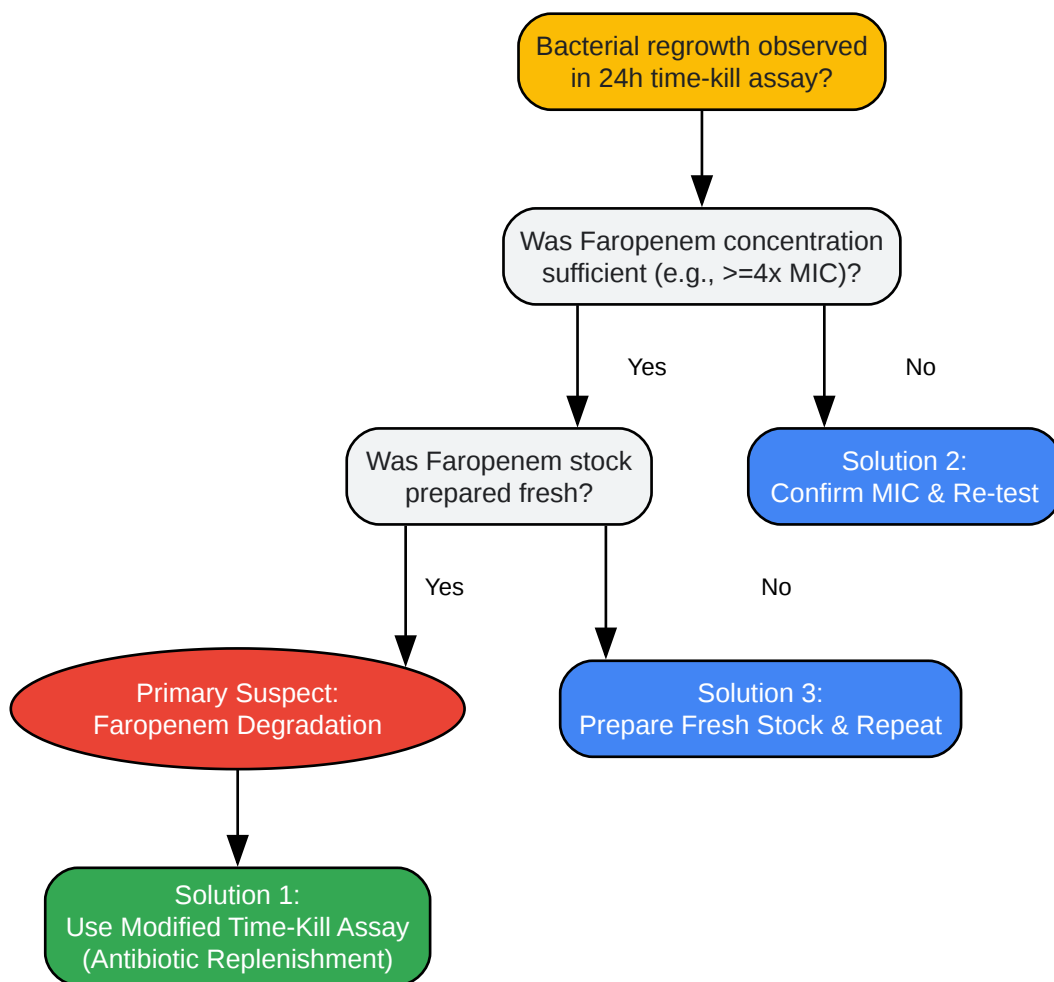 Bacterial regrowth observed
in 24h time-kill assay?
Was Faropenem concentration
sufficient (e.g., >=4x MIC)?
Yes
No
Was Faropenem stock
prepared fresh?
Solution 2:
Confirm MIC & Re-test
Yes
No
Primary Suspect:
Faropenem Degradation
Solution 3:
Prepare Fresh Stock & Repeat
Solution 1:
Use Modified Time-Kill Assay
(Antibiotic Replenishment)